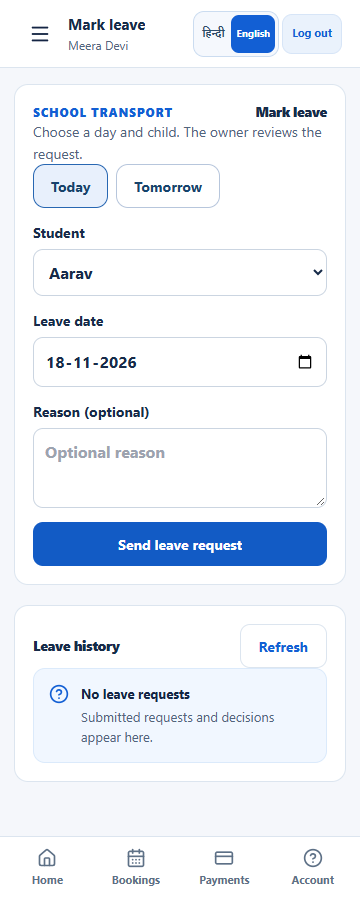 Mark leave
Meera Devi
हिन्दी
English
Log out
SCHOOL TRANSPORT
Mark leave
Choose a day and child. The owner reviews the
request.
Today
Tomorrow
Student
Aarav
Leave date
18-11-2026
Reason (optional)
Optional reason
Send leave request
Leave history
Refresh
No leave requests
Submitted requests and decisions
appear here.
Home
Bookings
Payments
Account